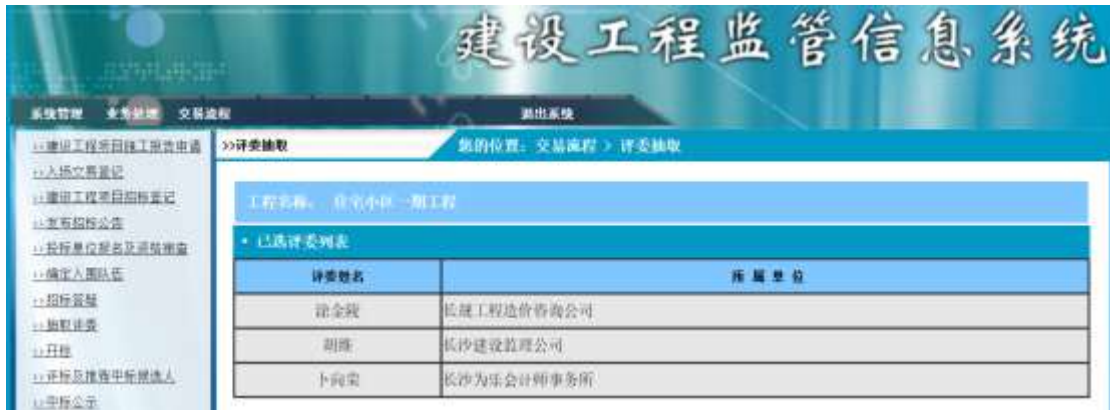 建设工程监管信息系统
系统管理 业务处理 交易流程 退出系统
>>评委抽取 您的位置：交易流程 > 评委抽取
>>建设工程项目施工报告申请
>>入场交易登记
>>建设工程项目招标登记
>>发布招标公告
>>投标单位报名及资格审查
>>确定入围队伍
>>招标答疑
>>抽取评委
>>开标
>>评标及推荐中标候选人
>>中标公示
工程名称： 住宅小区一期工程
• 已选评委列表
评委姓名 所属单位
金陵 长城工程造价咨询公司
胡维 长沙建设监理公司
卜向荣 长沙为乐会计师事务所